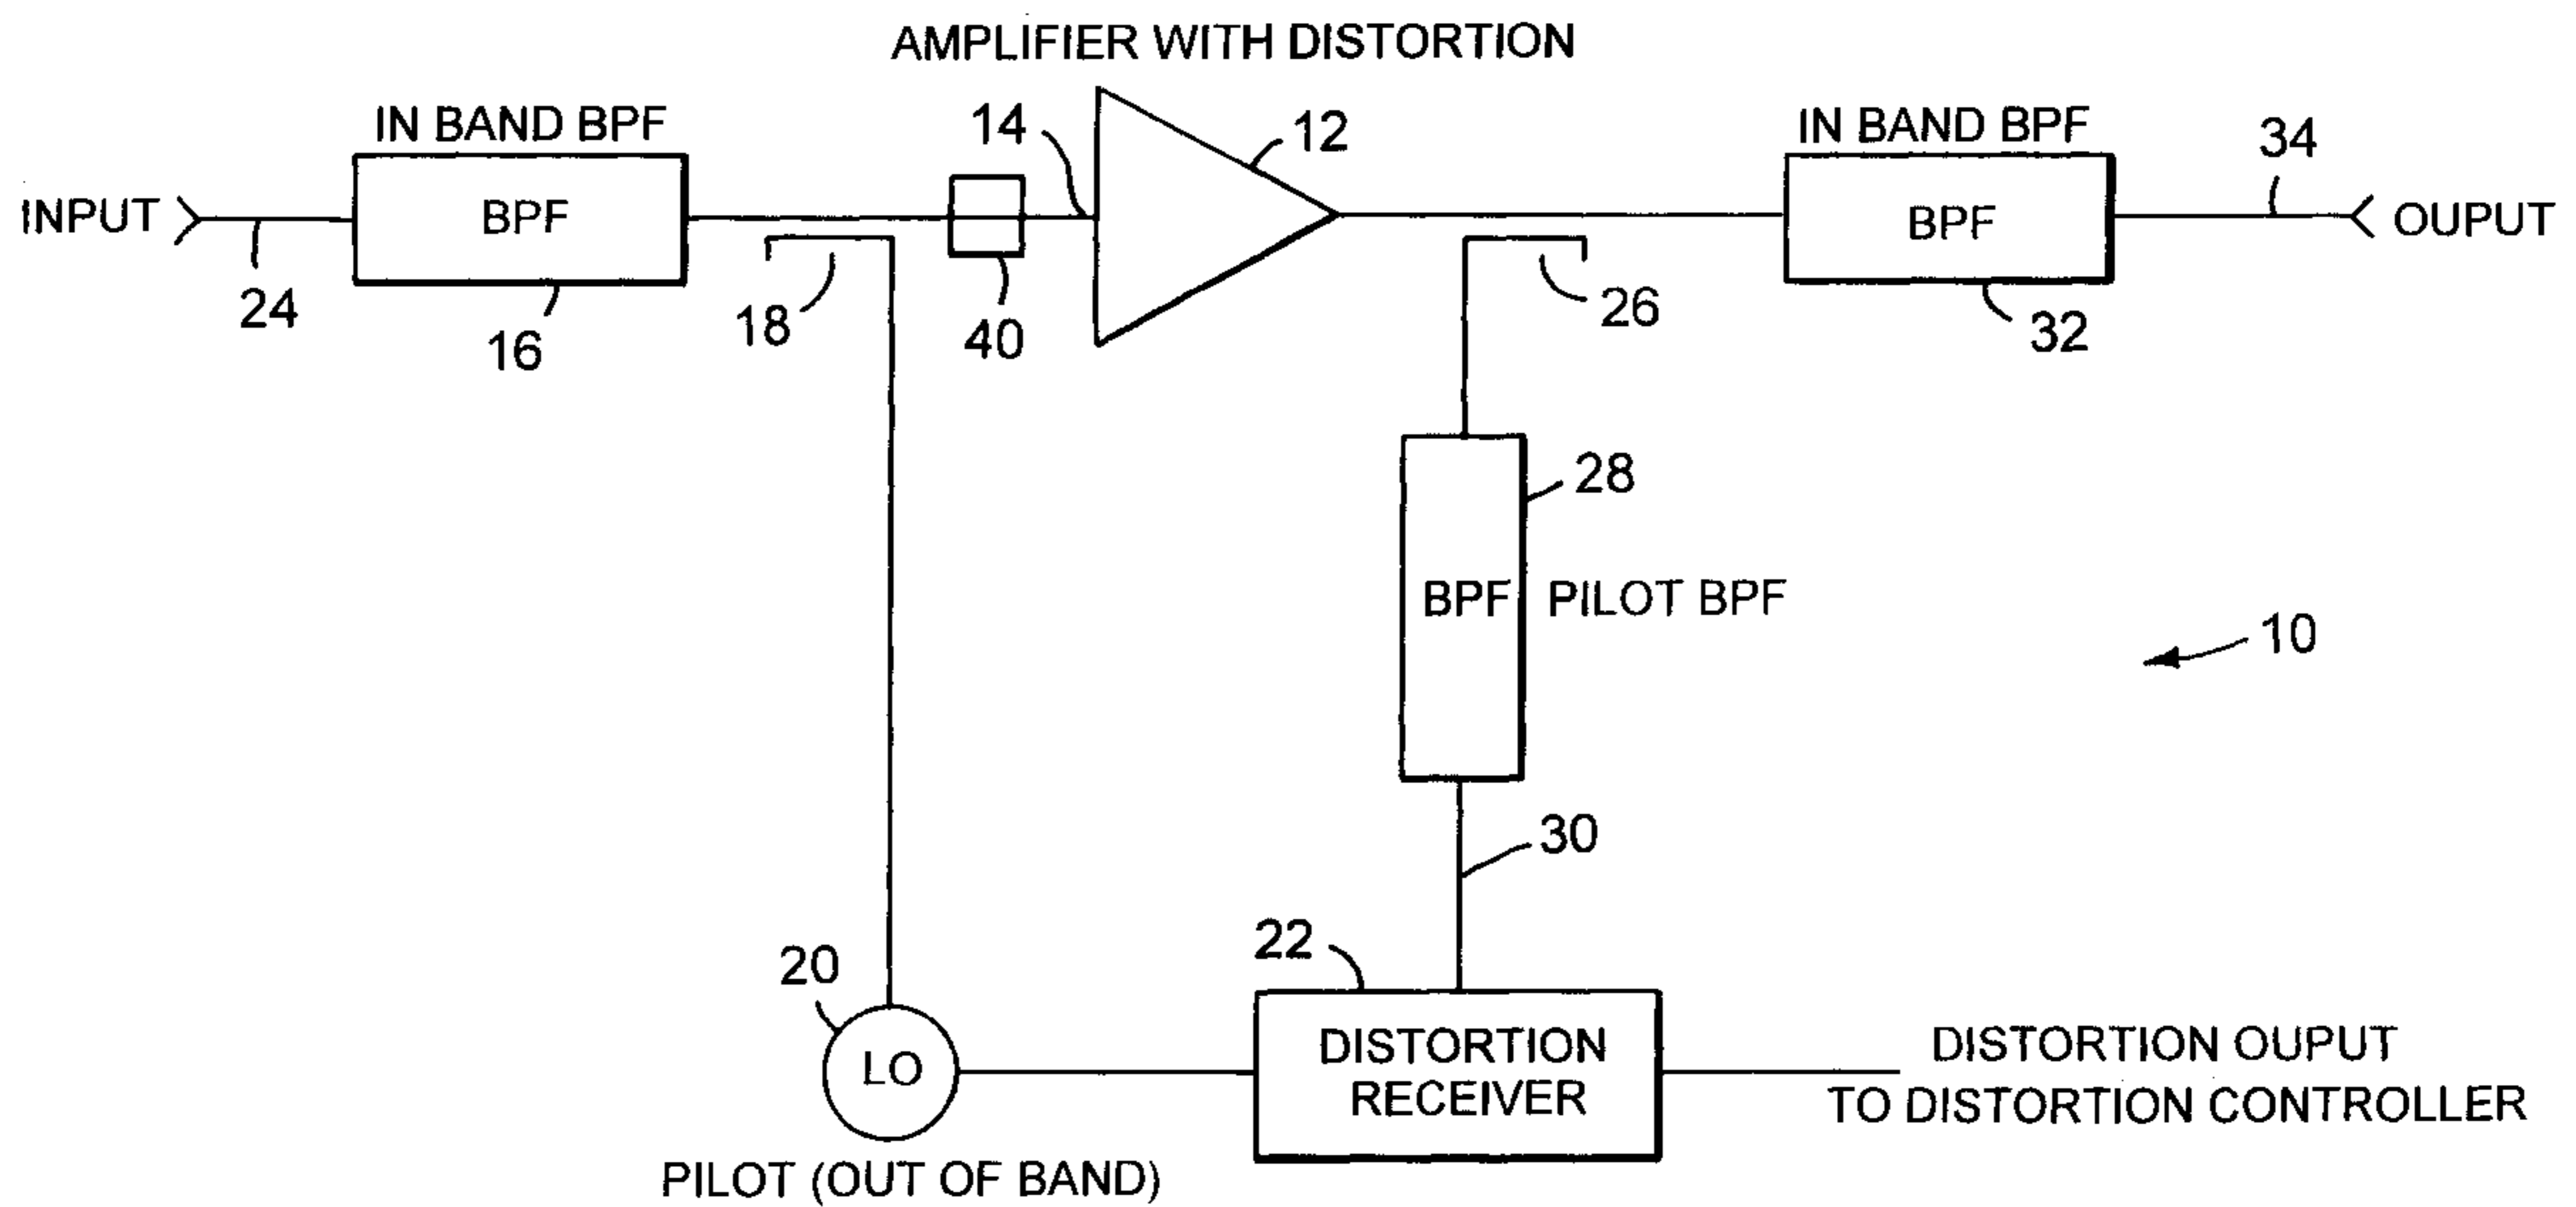 AMPLIFIER WITH DISTORTION
IN BAND BPF
14
12
IN BAND BPF
34
INPUT
BPF
BPF
OUPUT
24
16
18
40
26
32
28
BPF
PILOT BPF
10
30
22
20
LO
DISTORTION
RECEIVER
DISTORTION OUPUT
TO DISTORTION CONTROLLER
PILOT (OUT OF BAND)